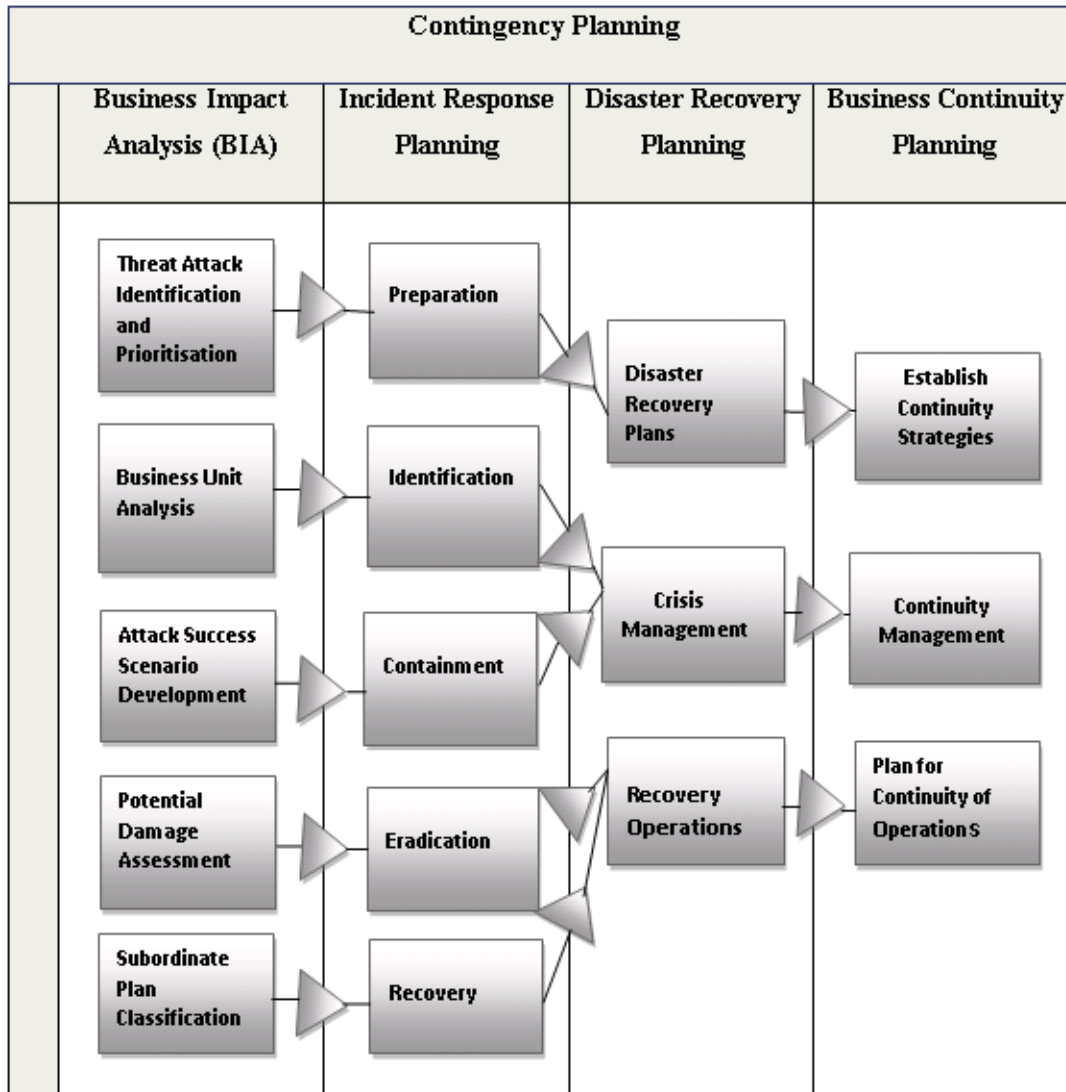 Contingency Planning
Business Impact
Analysis (BIA)
Incident Response
Planning
Disaster Recovery
Planning
Business Continuity
Planning
Threat Attack
Identification
and
Prioritisation
Preparation
Disaster
Recovery
Plans
Establish
Continuity
Strategies
Business Unit
Analysis
Identification
Crisis
Management
Continuity
Management
Attack Success
Scenario
Development
Containment
Potential
Damage
Assessment
Eradication
Recovery
Operations
Plan for
Continuity of
Operations
Subordinate
Plan
Classification
Recovery